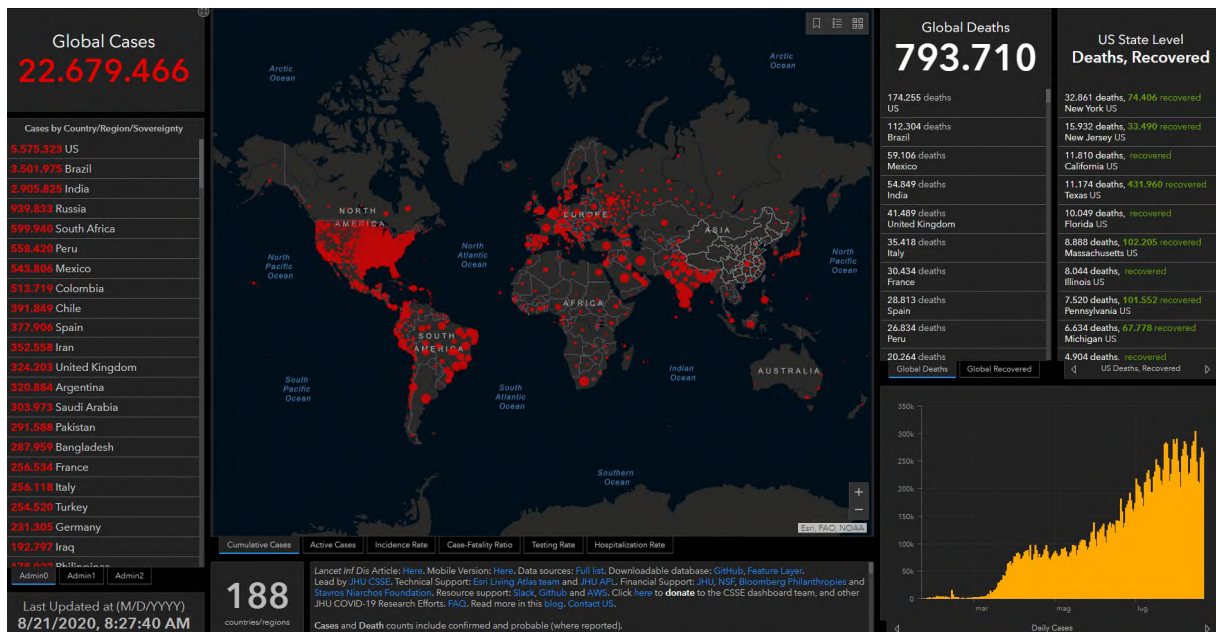 Global Cases
22.679.466
Cases by Country/Region/Sovereignty
5.575.323 US
3.501.975 Brazil
2.905.825 India
939.833 Russia
599.940 South Africa
558.420 Peru
543.806 Mexico
513.719 Colombia
391.849 Chile
377.906 Spain
352.558 Iran
324.203 United Kingdom
320.884 Argentina
303.973 Saudi Arabia
291.588 Pakistan
287.959 Bangladesh
256.534 France
256.118 Italy
254.520 Turkey
231.305 Germany
192.797 Iraq
Philippines
Admin0
Admin1
Admin2
Last Updated at (M/D/YYYY)
8/21/2020, 8:27:40 AM
Arctic
Ocean
Arctic
Ocean
NORTH
AMERICA
EUROPE
ASIA
North
Pacific
Ocean
North
Atlantic
Ocean
North
Pacific
Ocean
AFRICA
SOUTH
AMERICA
Indian
Ocean
AUSTRALIA
South
Pacific
Ocean
South
Atlantic
Ocean
Southern
Ocean
+
−
Esri, FAO, NOAA
Cumulative Cases
Active Cases
Incidence Rate
Case-Fatality Ratio
Testing Rate
Hospitalization Rate
188
countries/regions
Lancet Inf Dis Article: Here. Mobile Version: Here. Data sources: Full list. Downloadable database: GitHub, Feature Layer.
Lead by JHU CSSE. Technical Support: Esri Living Atlas team and JHU APL. Financial Support: JHU, NSF, Bloomberg Philanthropies and
Stavros Niarchos Foundation. Resource support: Slack, Github and AWS. Click here to donate to the CSSE dashboard team, and other
JHU COVID-19 Research Efforts. FAQ. Read more in this blog. Contact US.
Cases and Death counts include confirmed and probable (where reported).
Global Deaths
793.710
174.255 deaths
US
112.304 deaths
Brazil
59.106 deaths
Mexico
54.849 deaths
India
41.489 deaths
United Kingdom
35.418 deaths
Italy
30.434 deaths
France
28.813 deaths
Spain
26.834 deaths
Peru
20.264 deaths
Global Deaths
Global Recovered
US State Level
Deaths, Recovered
32.861 deaths, 74.406 recovered
New York US
15.932 deaths, 33.490 recovered
New Jersey US
11.810 deaths, recovered
California US
11.174 deaths, 431.960 recovered
Texas US
10.049 deaths, recovered
Florida US
8.888 deaths, 102.205 recovered
Massachusetts US
8.044 deaths, recovered
Illinois US
7.520 deaths, 101.552 recovered
Pennsylvania US
6.634 deaths, 67.778 recovered
Michigan US
4.904 deaths, recovered
US Deaths, Recovered
350k
300k
250k
200k
150k
100k
50k
0
mar
mag
lug
Daily Cases